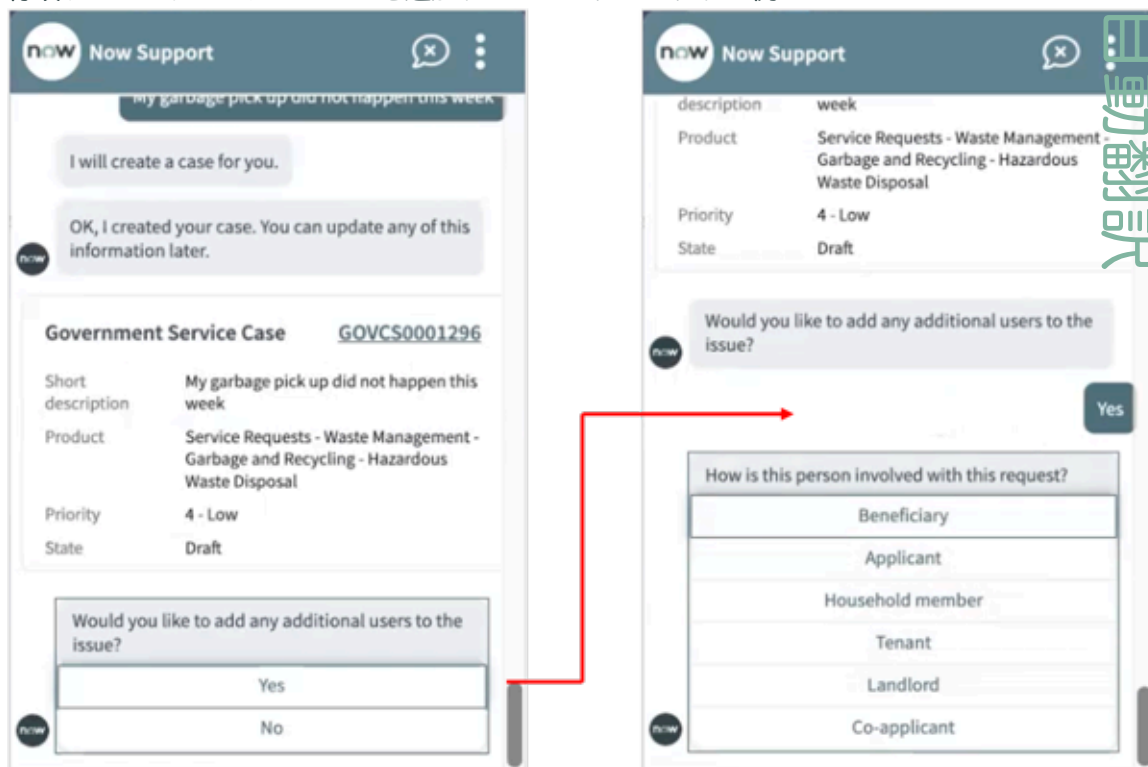 now Now Support
My garbage pick up did not happen this week
I will create a case for you.
OK, I created your case. You can update any of this
information later.
now
Government Service Case GOVCS0001296
Short
description
My garbage pick up did not happen this
week
Product
Service Requests - Waste Management -
Garbage and Recycling - Hazardous
Waste Disposal
Priority 4 - Low
State Draft
Would you like to add any additional users to the
issue?
Yes
No
now
now Now Support
description week
Product
Service Requests - Waste Management -
Garbage and Recycling - Hazardous
Waste Disposal
Priority 4 - Low
State Draft
Would you like to add any additional users to the
issue?
now
Yes
How is this person involved with this request?
Beneficiary
Applicant
Household member
Tenant
Landlord
Co-applicant
now
自動翻訳